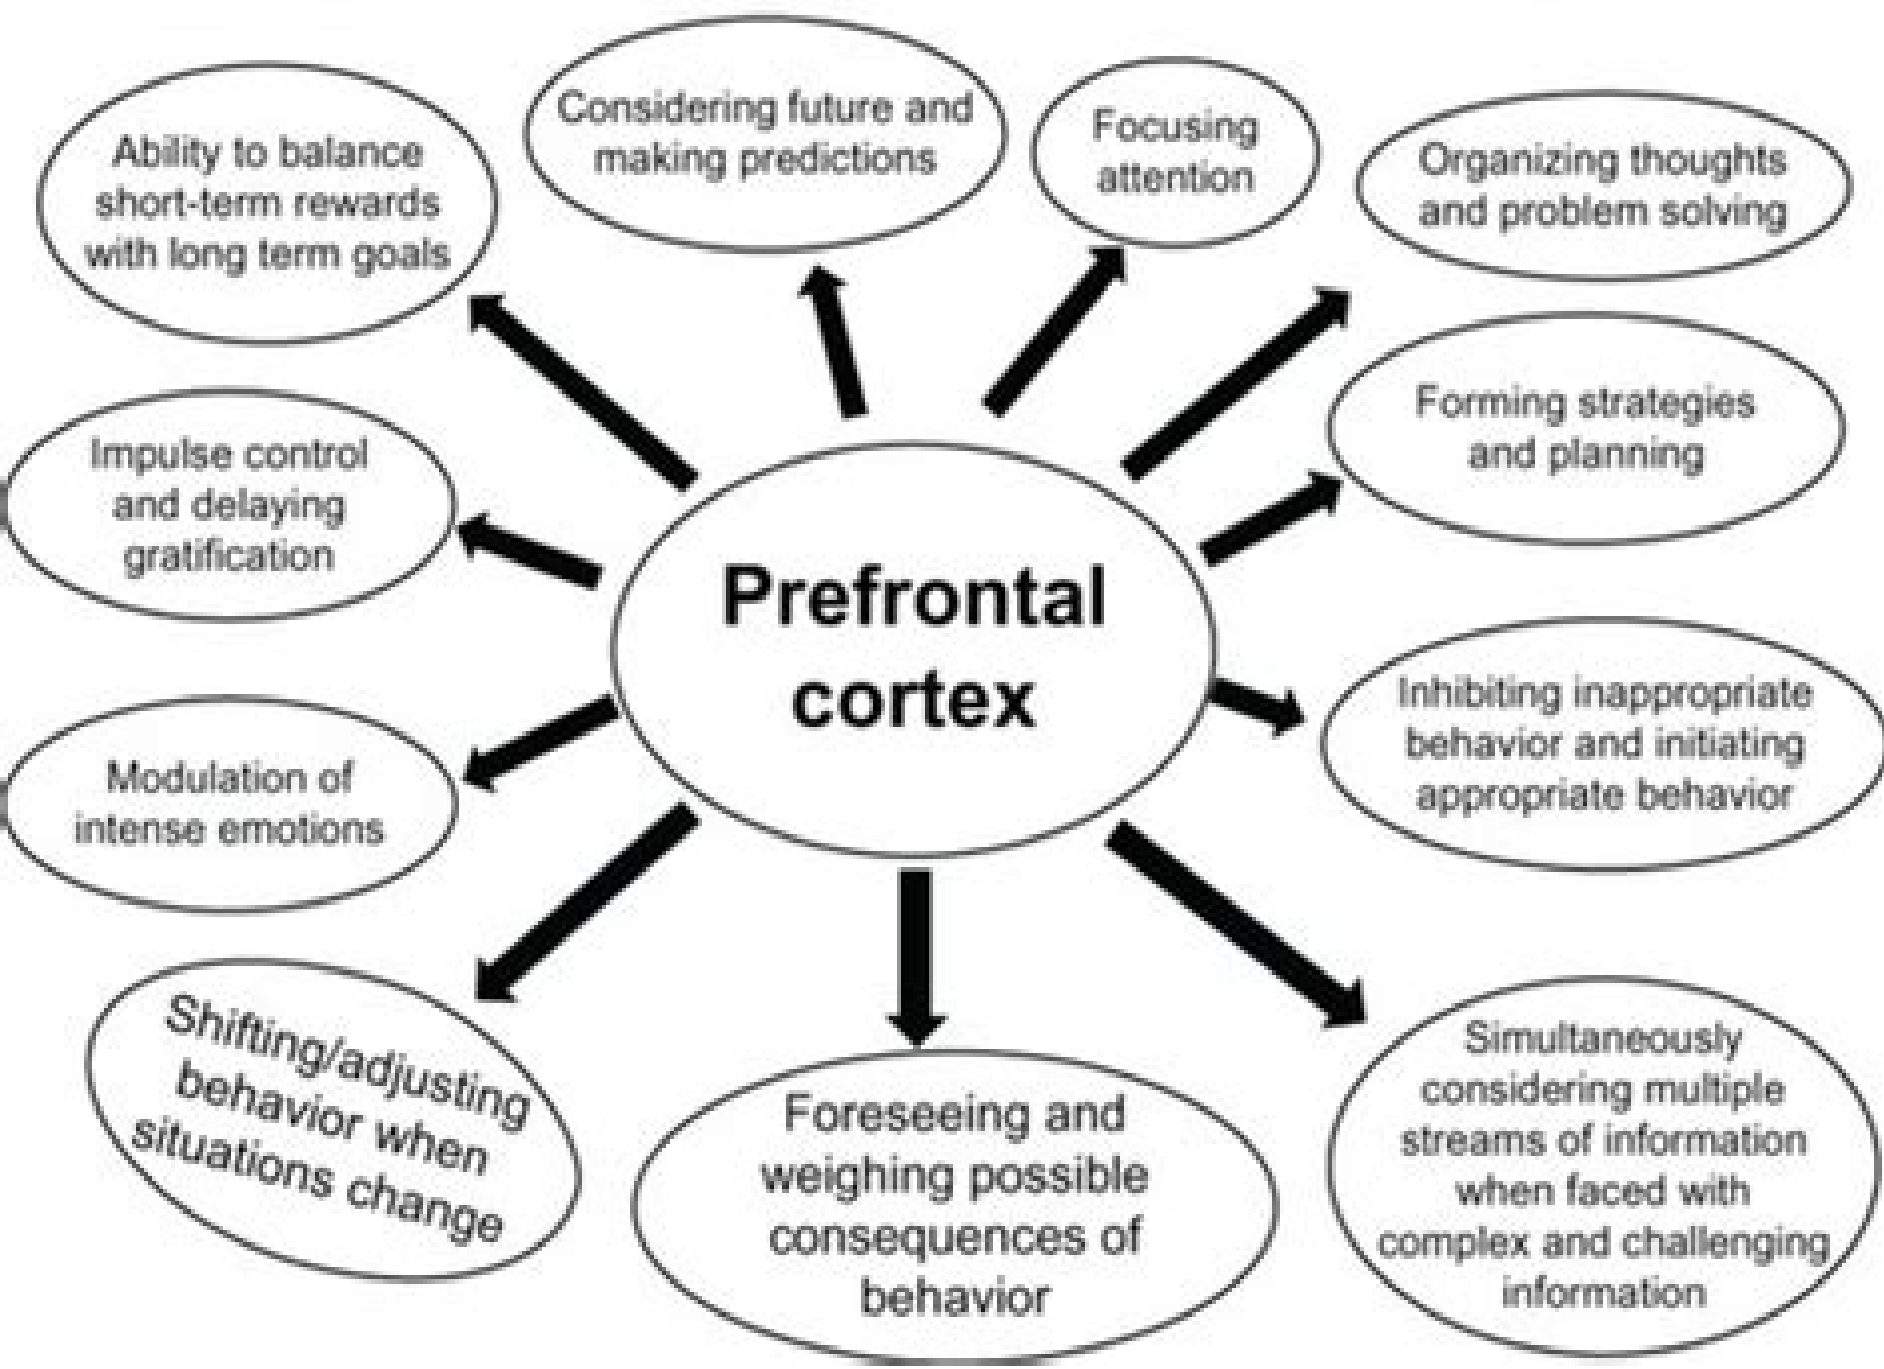 Ability to balance
short-term rewards
with long term goals
Considering future and
making predictions
Focusing
attention
Organizing thoughts
and problem solving
Impulse control
and delaying
gratification
Forming strategies
and planning
Prefrontal
cortex
Modulation of
intense emotions
Inhibiting inappropriate
behavior and initiating
appropriate behavior
Shifting/adjusting
behavior when
situations change
Foreseeing and
weighing possible
consequences of
behavior
Simultaneously
considering multiple
streams of information
when faced with
complex and challenging
information